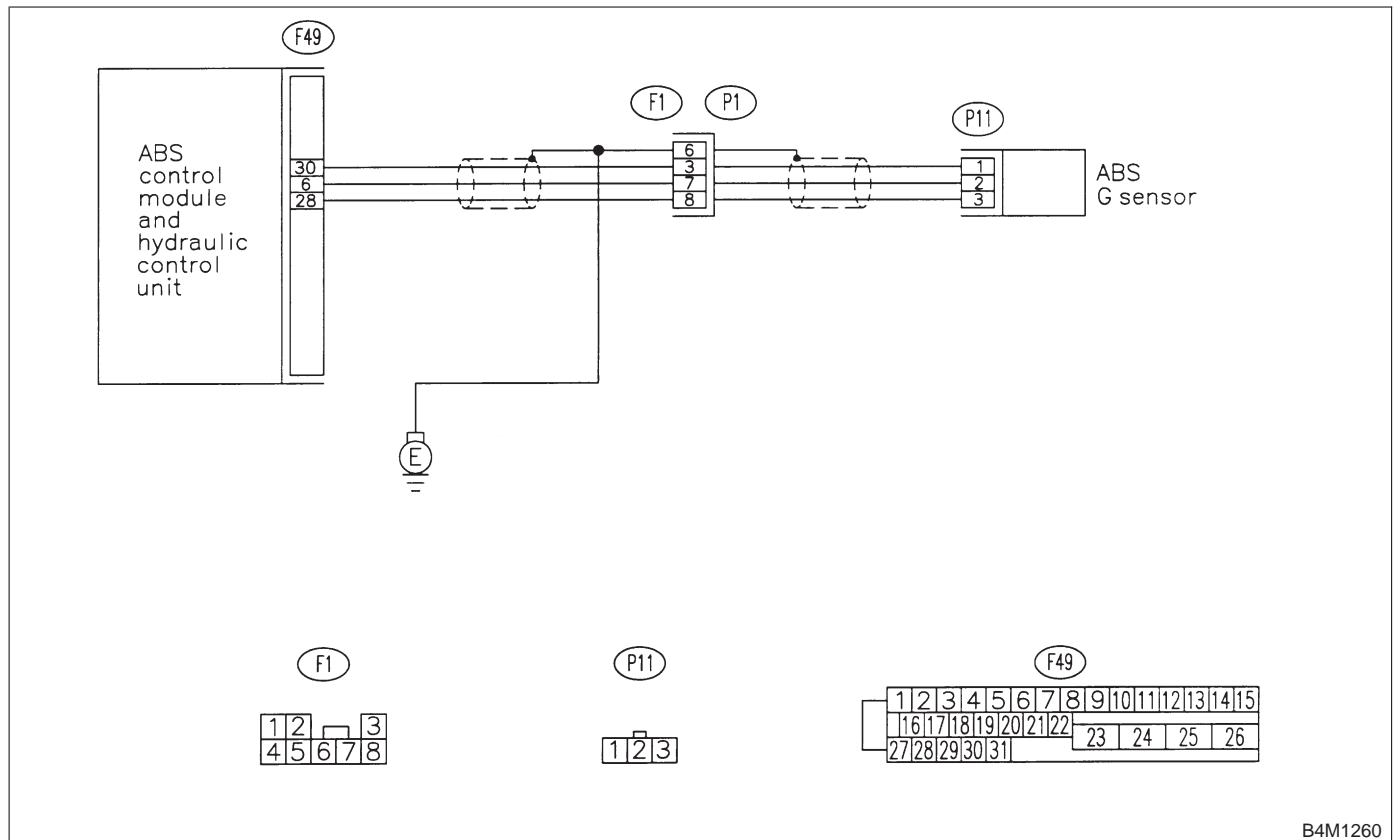 F49
F1 P1
P11
ABS
control
module
and
hydraulic
control
unit
30
6
28
6
3
7
8
1
2
3
ABS
G sensor
E
F1
1 2 3
4 5 6 7 8
P11
1 2 3
F49
1 2 3 4 5 6 7 8 9 10 11 12 13 14 15
16 17 18 19 20 21 22
23 24 25 26
27 28 29 30 31
B4M1260